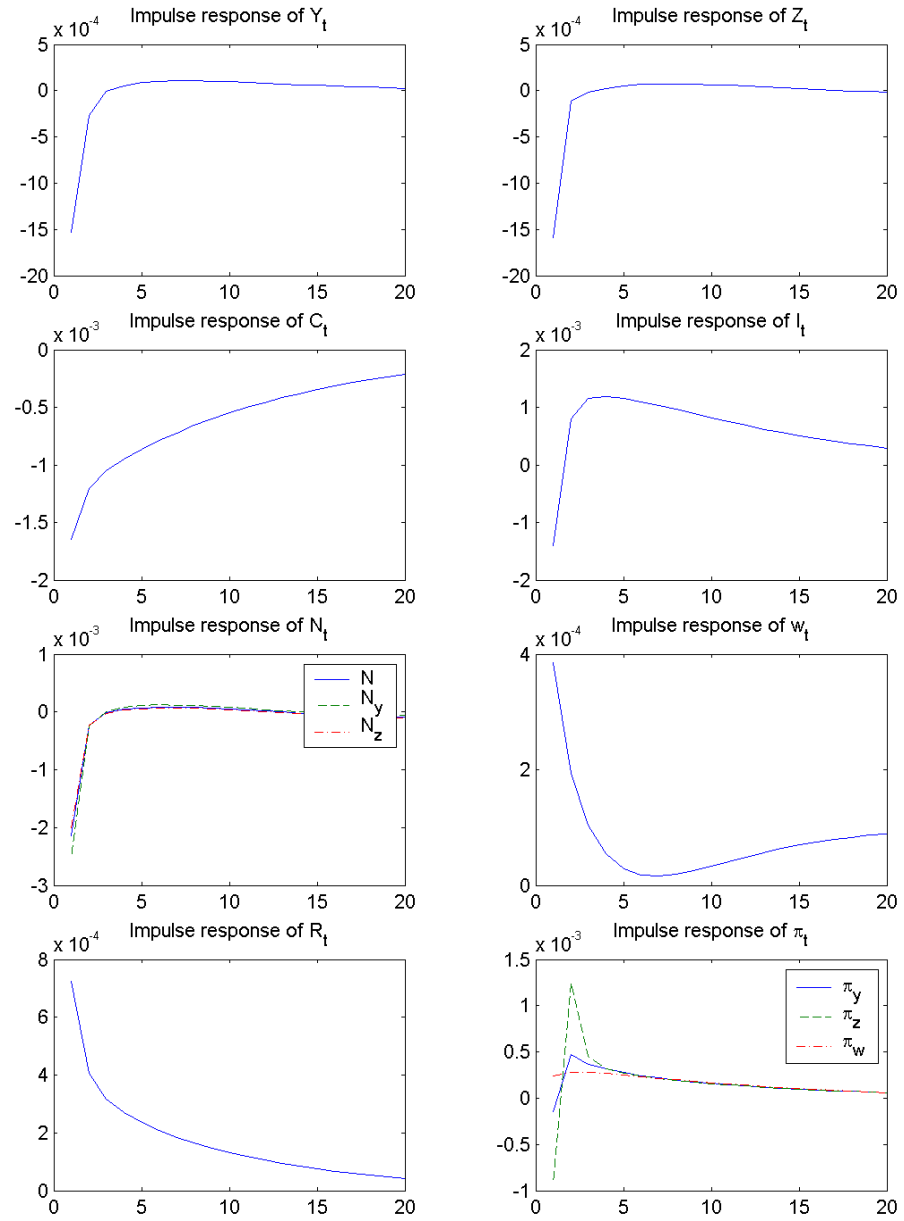 Impulse response of Y_t
x 10^-4
5
0
-5
-10
-15
-20
0 5 10 15 20
Impulse response of Z_t
x 10^-4
5
0
-5
-10
-15
-20
0 5 10 15 20
Impulse response of C_t
x 10^-3
0
-0.5
-1
-1.5
-2
0 5 10 15 20
Impulse response of I_t
x 10^-3
2
1
0
-1
-2
0 5 10 15 20
Impulse response of N_t
x 10^-3
1
0
-1
-2
-3
0 5 10 15 20
N
N_y
N_z
Impulse response of w_t
x 10^-4
4
2
0
0 5 10 15 20
Impulse response of R_t
x 10^-4
8
6
4
2
0
0 5 10 15 20
Impulse response of π_t
x 10^-3
1.5
1
0.5
0
-0.5
-1
0 5 10 15 20
π_y
π_z
π_w